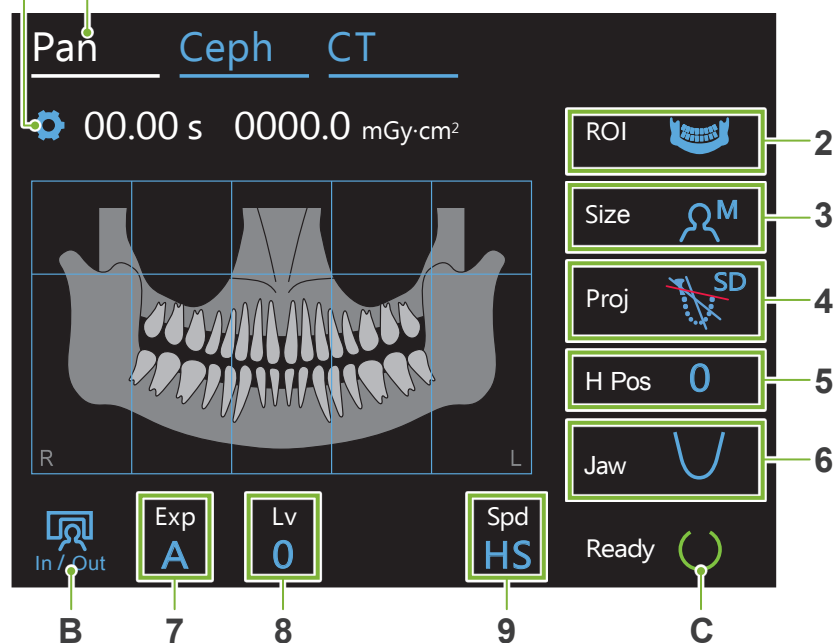 Pan Ceph CT
00.00 s 0000.0 mGy·cm²
ROI
2
Size M
3
Proj SD
4
H Pos 0
5
Jaw
6
R L
In / Out
Exp
A
Lv
0
Spd
HS
Ready
B 7 8 9 C